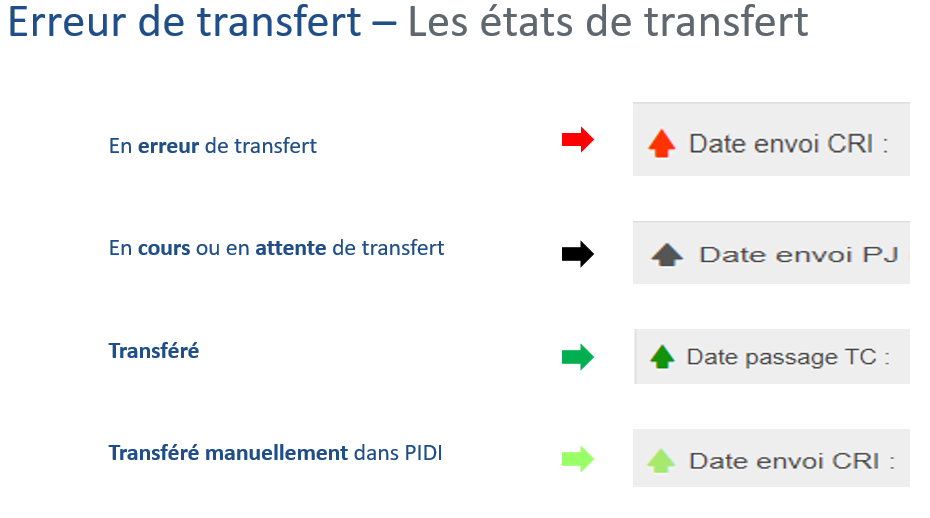 Erreur de transfert – Les états de transfert
En erreur de transfert
Date envoi CRI :
En cours ou en attente de transfert
Date envoi PJ
Transféré
Date passage TC :
Transféré manuellement dans PIDI
Date envoi CRI :